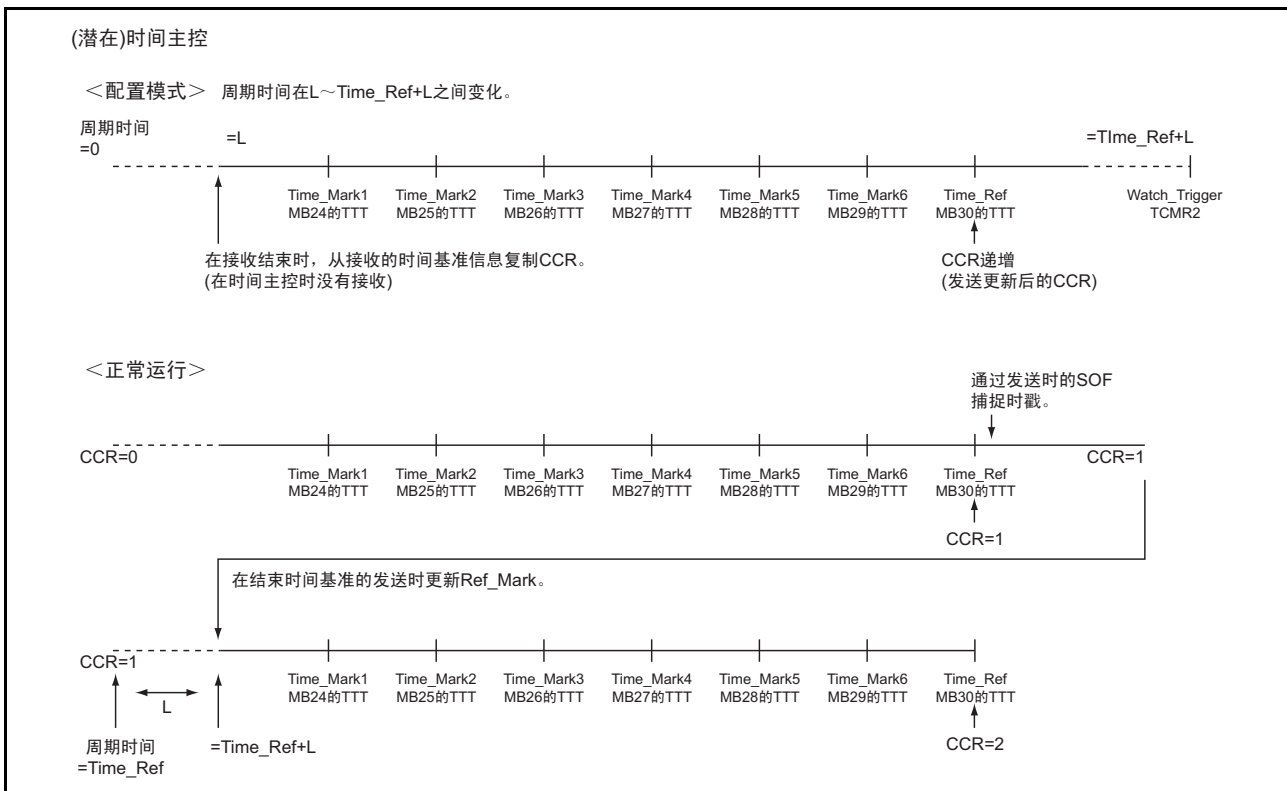 (潜在)时间主控
＜配置模式＞ 周期时间在L～Time_Ref+L之间变化。
周期时间
=0
=L
=TIme_Ref+L
Time_Mark1
MB24的TTT
Time_Mark2
MB25的TTT
Time_Mark3
MB26的TTT
Time_Mark4
MB27的TTT
Time_Mark5
MB28的TTT
Time_Mark6
MB29的TTT
Time_Ref
MB30的TTT
Watch_Trigger
TCMR2
在接收结束时，从接收的时间基准信息复制CCR。
(在时间主控时没有接收)
CCR递增
(发送更新后的CCR)
＜正常运行＞
通过发送时的SOF
捕捉时戳。
CCR=0
CCR=1
Time_Mark1
MB24的TTT
Time_Mark2
MB25的TTT
Time_Mark3
MB26的TTT
Time_Mark4
MB27的TTT
Time_Mark5
MB28的TTT
Time_Mark6
MB29的TTT
Time_Ref
MB30的TTT
CCR=1
在结束时间基准的发送时更新Ref_Mark。
CCR=1
Time_Mark1
MB24的TTT
Time_Mark2
MB25的TTT
Time_Mark3
MB26的TTT
Time_Mark4
MB27的TTT
Time_Mark5
MB28的TTT
Time_Mark6
MB29的TTT
Time_Ref
MB30的TTT
L
周期时间
=Time_Ref
=Time_Ref+L
CCR=2